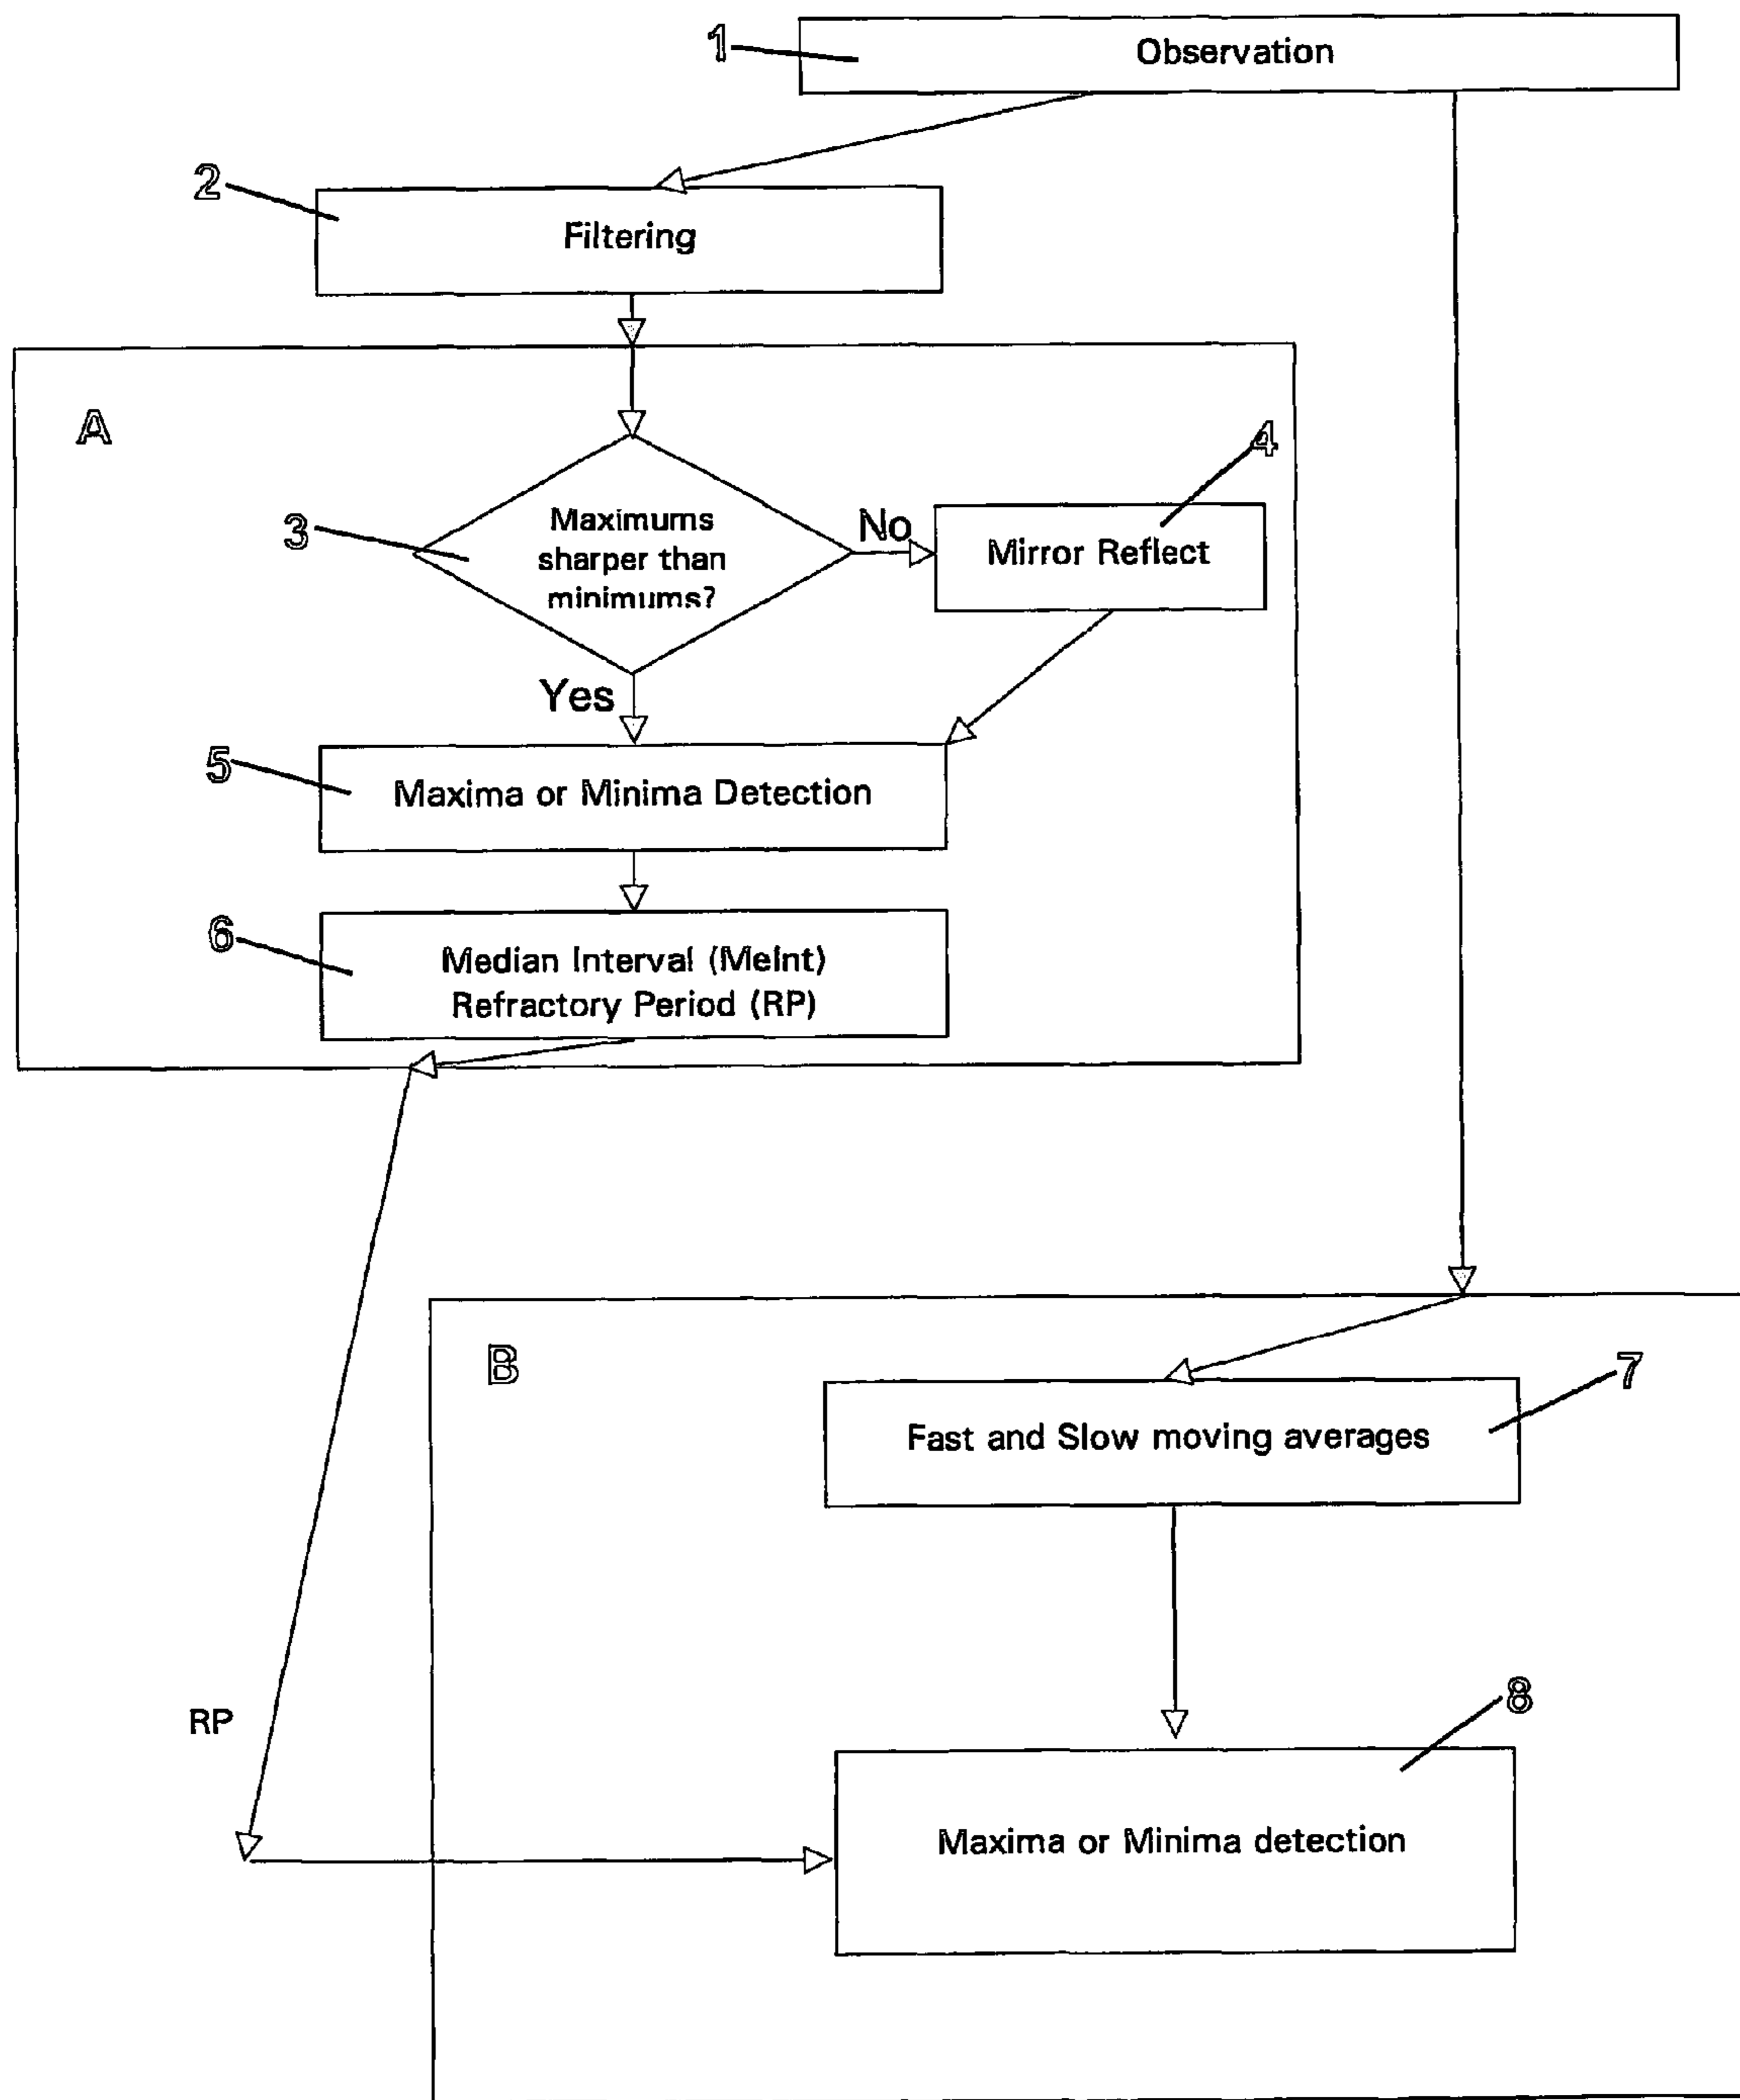 1
Observation
2
Filtering
A
4
3
Maximums
sharper than
minimums?
No
Mirror Reflect
Yes
5
Maxima or Minima Detection
6
Median Interval (MeInt)
Refractory Period (RP)
B
7
Fast and Slow moving averages
RP
8
Maxima or Minima detection